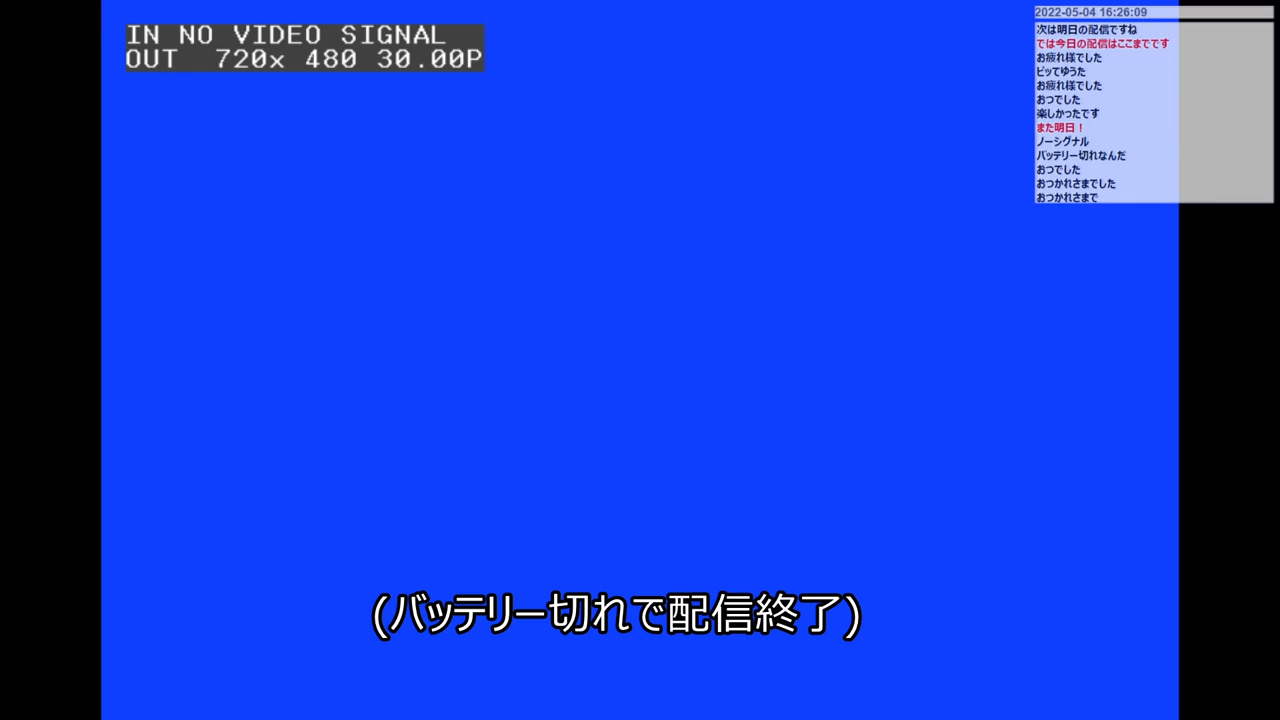 IN NO VIDEO SIGNAL
OUT 720x 480 30.00P
2022-05-04 16:26:09
次は明日の配信ですね
では今日の配信はここまでです
お疲れ様でした
ピッてゆうた
お疲れ様でした
おつでした
楽しかったです
また明日！
ノーシグナル
バッテリー切れなんだ
おつでした
おつかれさまでした
おつかれさまで
(バッテリー切れで配信終了)